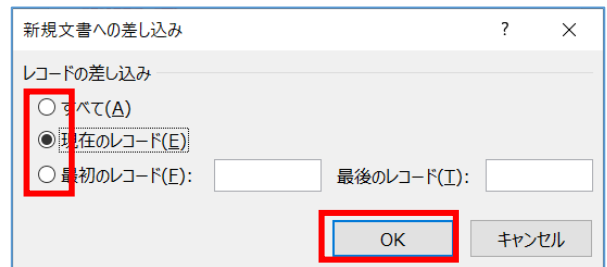 新規文書への差し込み ? ×
レコードの差し込み
すべて(A)
現在のレコード(E)
最初のレコード(F): 最後のレコード(T):
OK キャンセル